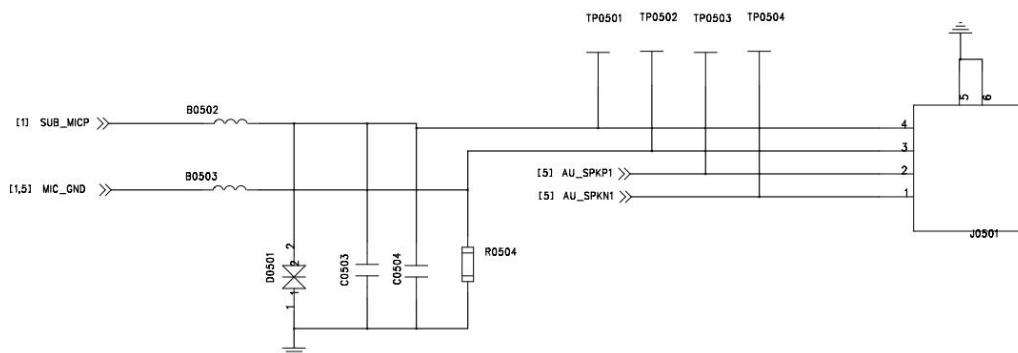 TP0501 TP0502 TP0503 TP0504
5 6
B0502
[1] SUB_MICP
4
3
B0503
[5] AU_SPKP1 2
[1,5] MIC_GND
[5] AU_SPKN1 1
J0501
D0501 2 2 1 1
C0503
C0504
R0504